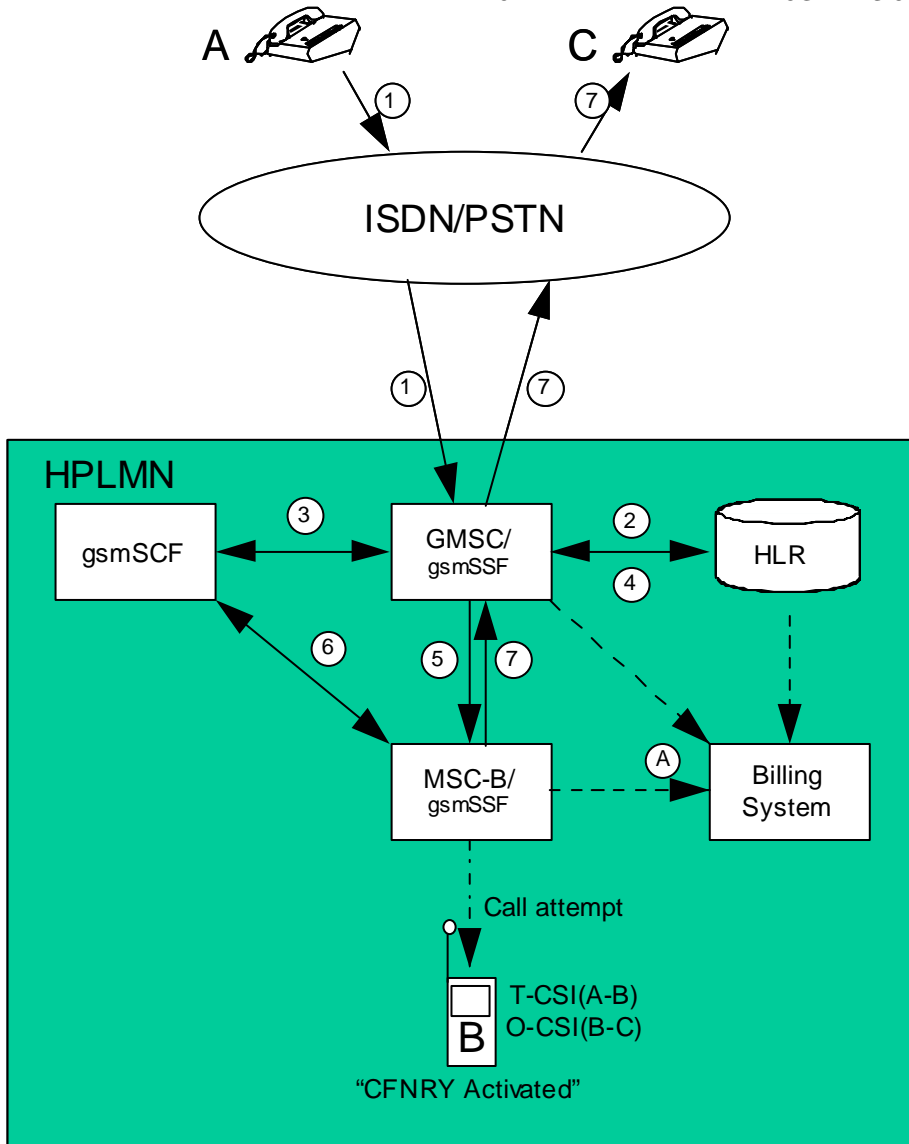 A
C
1
7
ISDN/PSTN
1
7
HPLMN
gsmSCF
3
GMSC/
gsmSSF
2
4
HLR
6
5
7
MSC-B/
gsmSSF
A
Billing
System
Call attempt
B
T-CSI(A-B)
O-CSI(B-C)
“CFNRY Activated”